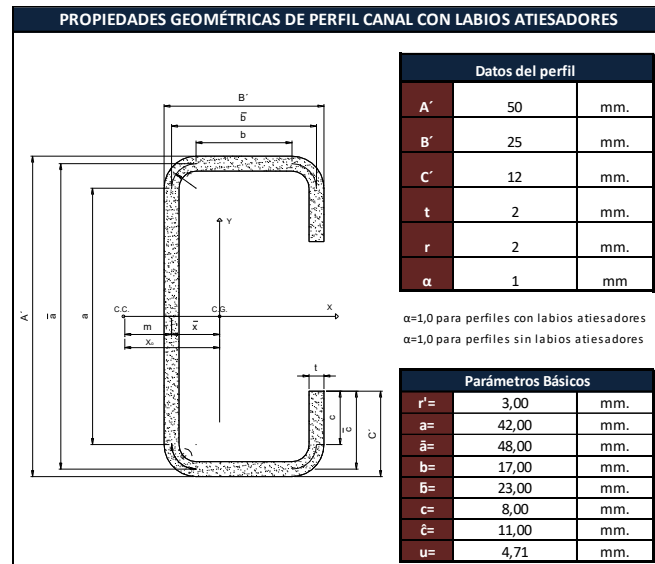 PROPIEDADES GEOMÉTRICAS DE PERFIL CANAL CON LABIOS ATIESADORES
B´
b̅
b
A´
a̅
a
Y
X
C.C.
C.G.
m
x̅
X₀
t
c
c̅
C´
r
Datos del perfil
A´ 50 mm.
B´ 25 mm.
C´ 12 mm.
t 2 mm.
r 2 mm.
α 1 mm
α=1,0 para perfiles con labios atiesadores
α=1,0 para perfiles sin labios atiesadores
Parámetros Básicos
r'= 3,00 mm.
a= 42,00 mm.
ā= 48,00 mm.
b= 17,00 mm.
b̅= 23,00 mm.
c= 8,00 mm.
ĉ= 11,00 mm.
u= 4,71 mm.